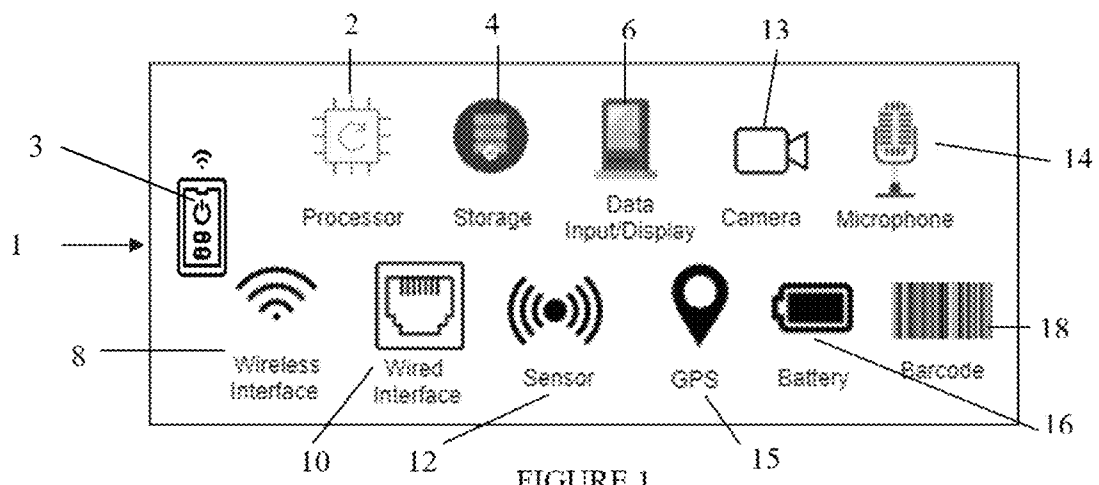 2 4 6 13
3
14
Processor Storage Data Input/Display Camera Microphone
1
8
Wireless Interface Wired Interface Sensor GPS Battery Barcode
18
16
10 12 15
FIGURE 1